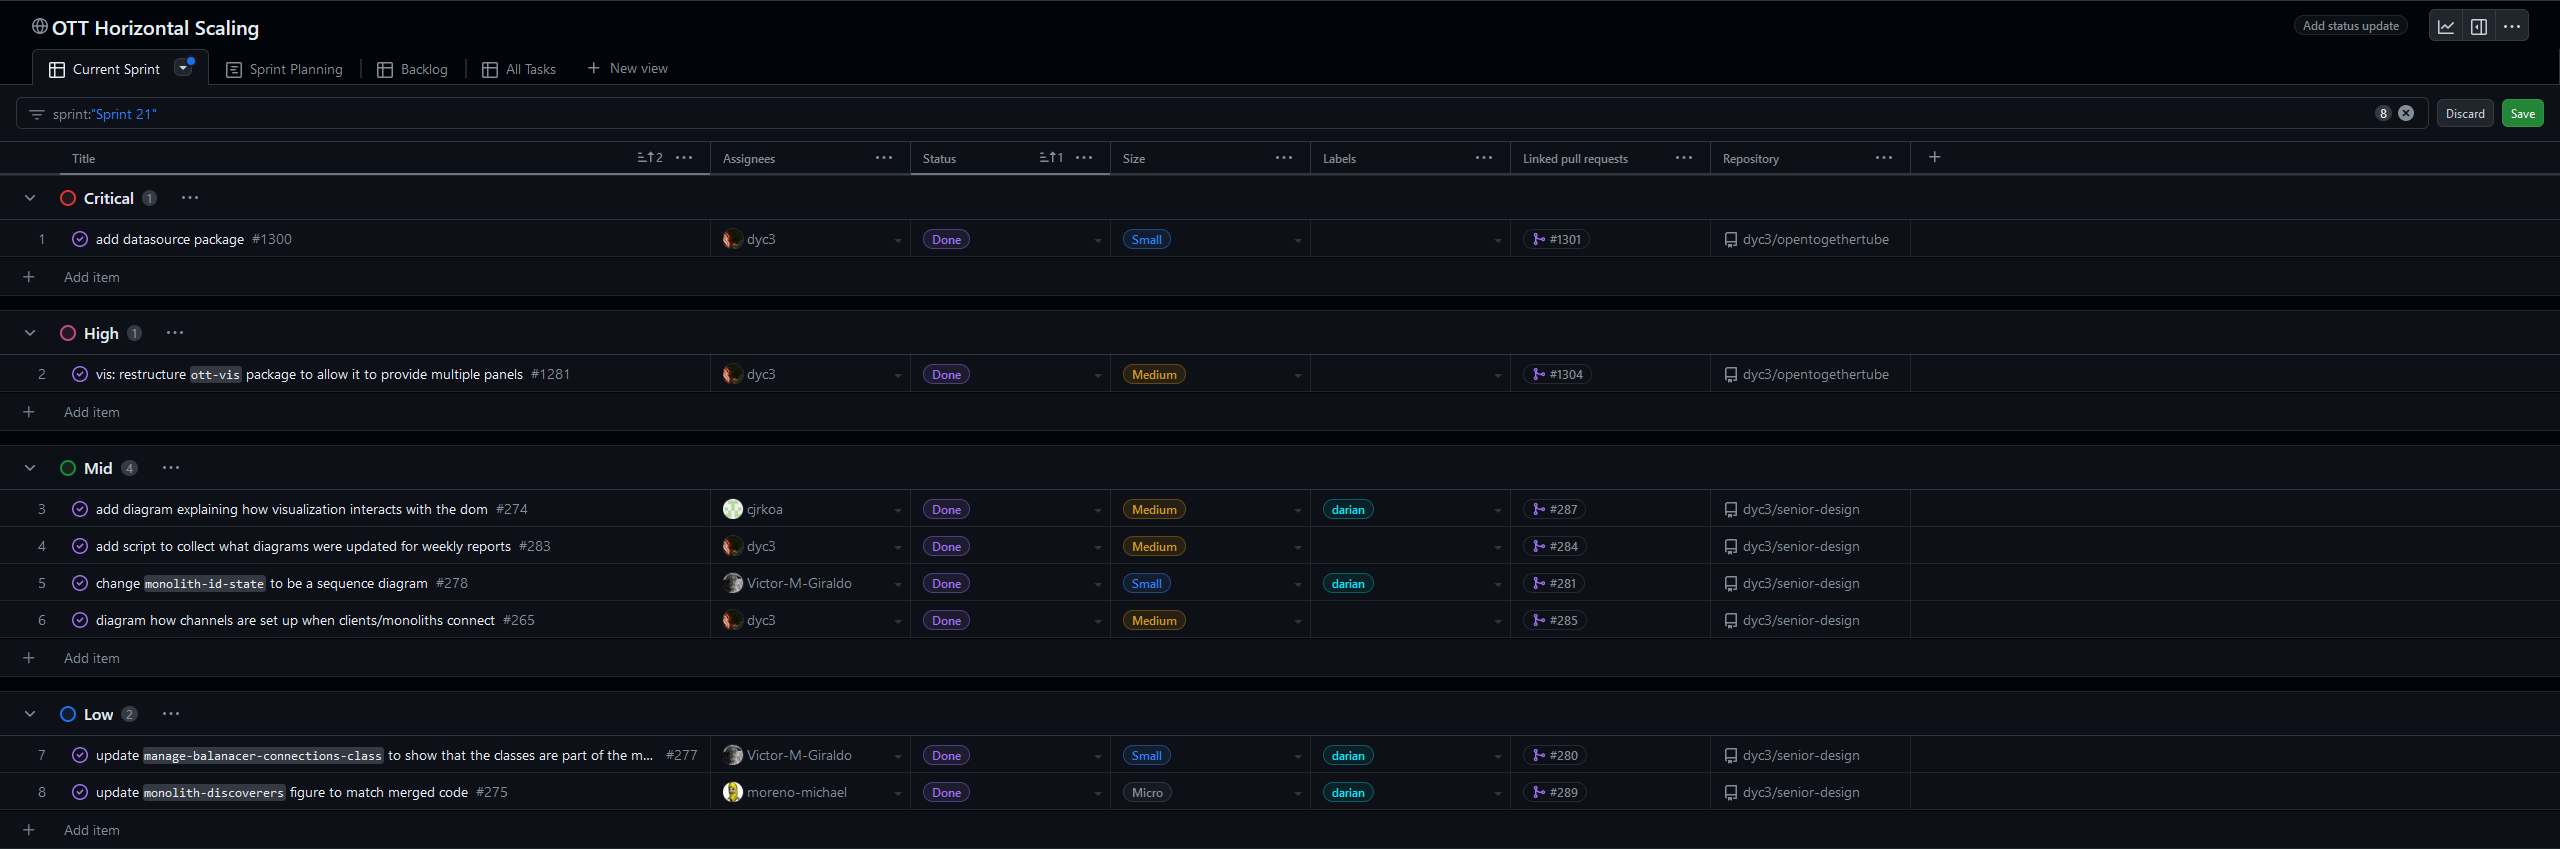 OTT Horizontal Scaling
Add status update
Current Sprint
Sprint Planning
Backlog
All Tasks
New view
sprint:"Sprint 21"
8
Discard
Save
Title 2 Assignees Status 1 Size Labels Linked pull requests Repository
Critical 1
1 add datasource package #1300 dyc3 Done Small #1301 dyc3/opentogethertube
Add item
High 1
2 vis: restructure ott-vis package to allow it to provide multiple panels #1281 dyc3 Done Medium #1304 dyc3/opentogethertube
Add item
Mid 4
3 add diagram explaining how visualization interacts with the dom #274 cjrkoa Done Medium darian #287 dyc3/senior-design
4 add script to collect what diagrams were updated for weekly reports #283 dyc3 Done Medium #284 dyc3/senior-design
5 change monolith-id-state to be a sequence diagram #278 Victor-M-Giraldo Done Small darian #281 dyc3/senior-design
6 diagram how channels are set up when clients/monoliths connect #265 dyc3 Done Medium #285 dyc3/senior-design
Add item
Low 2
7 update manage-balanacer-connections-class to show that the classes are part of the m... #277 Victor-M-Giraldo Done Small darian #280 dyc3/senior-design
8 update monolith-discoverers figure to match merged code #275 moreno-michael Done Micro darian #289 dyc3/senior-design
Add item